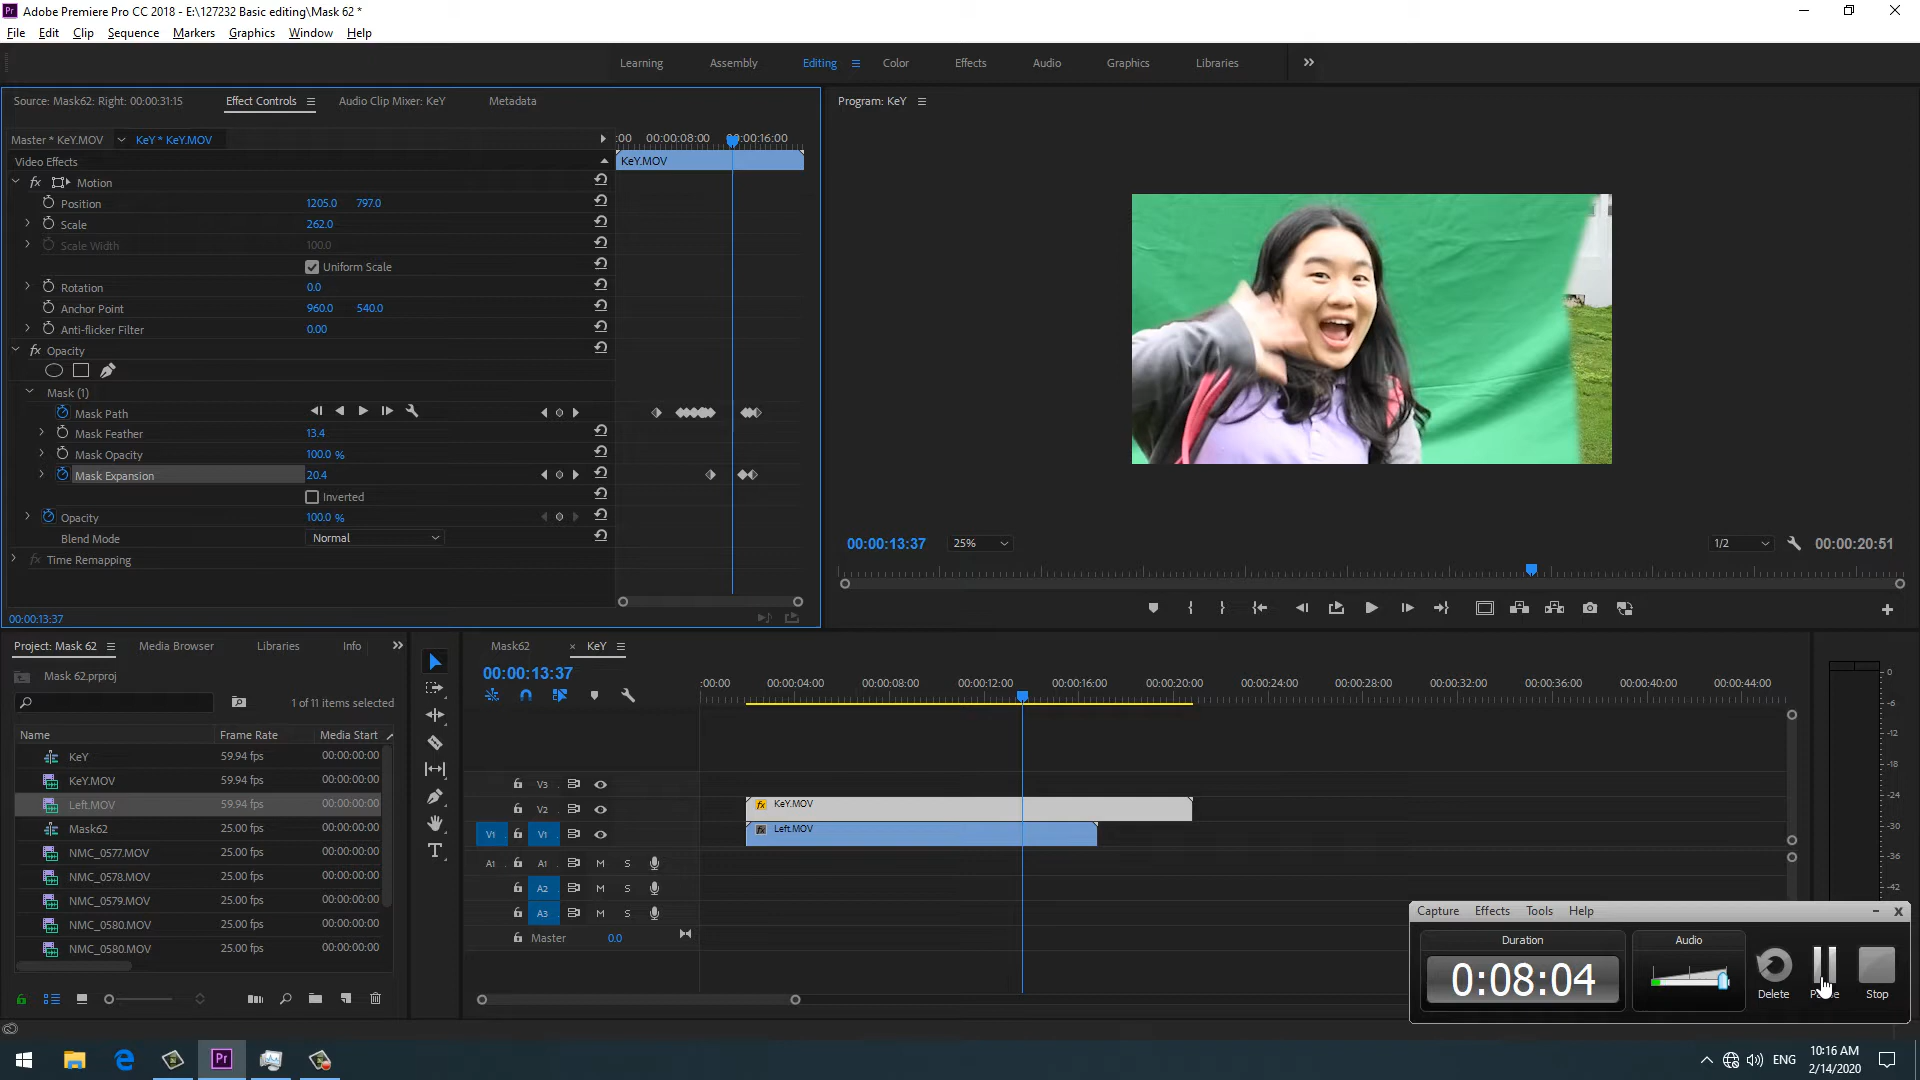 Adobe Premiere Pro CC 2018 - E:\127232 Basic editing\Mask 62 *
File Edit Clip Sequence Markers Graphics Window Help
Learning Assembly Editing Color Effects Audio Graphics Libraries
Source: Mask62: Right: 00:00:31:15 Effect Controls Audio Clip Mixer: KeY Metadata
Program: KeY
Master * KeY.MOV KeY * KeY.MOV
:00 00:00:08:00 00:00:16:00
Video Effects
KeY.MOV
Motion
Position 1205.0 797.0
Scale 262.0
Scale Width 100.0
Uniform Scale
Rotation 0.0
Anchor Point 960.0 540.0
Anti-flicker Filter 0.00
Opacity
Mask (1)
Mask Path
Mask Feather 13.4
Mask Opacity 100.0 %
Mask Expansion 20.4
Inverted
Opacity 100.0 %
Blend Mode Normal
Time Remapping
00:00:13:37
00:00:13:37 25% 1/2 00:00:20:51
Project: Mask 62 Media Browser Libraries Info
Mask 62.prproj
1 of 11 items selected
Name Frame Rate Media Start
KeY 59.94 fps 00:00:00:00
KeY.MOV 59.94 fps 00:00:00:00
Left.MOV 59.94 fps 00:00:00:00
Mask62 25.00 fps 00:00:00:00
NMC_0577.MOV 25.00 fps 00:00:00:00
NMC_0578.MOV 25.00 fps 00:00:00:00
NMC_0579.MOV 25.00 fps 00:00:00:00
NMC_0580.MOV 25.00 fps 00:00:00:00
NMC_0580.MOV 25.00 fps 00:00:00:00
Mask62 × KeY
00:00:13:37
:00:00 00:00:04:00 00:00:08:00 00:00:12:00 00:00:16:00 00:00:20:00 00:00:24:00 00:00:28:00 00:00:32:00 00:00:36:00 00:00:40:00 00:00:44:00
V3
V2 fx KeY.MOV
V1 V1 fx Left.MOV
A1 A1 M S
A2 M S
A3 M S
Master 0.0
0
-6
-12
-18
-24
-30
-36
-42
Capture Effects Tools Help
Duration Audio
0:08:04
Delete Stop
Pr
ENG
10:16 AM
2/14/2020